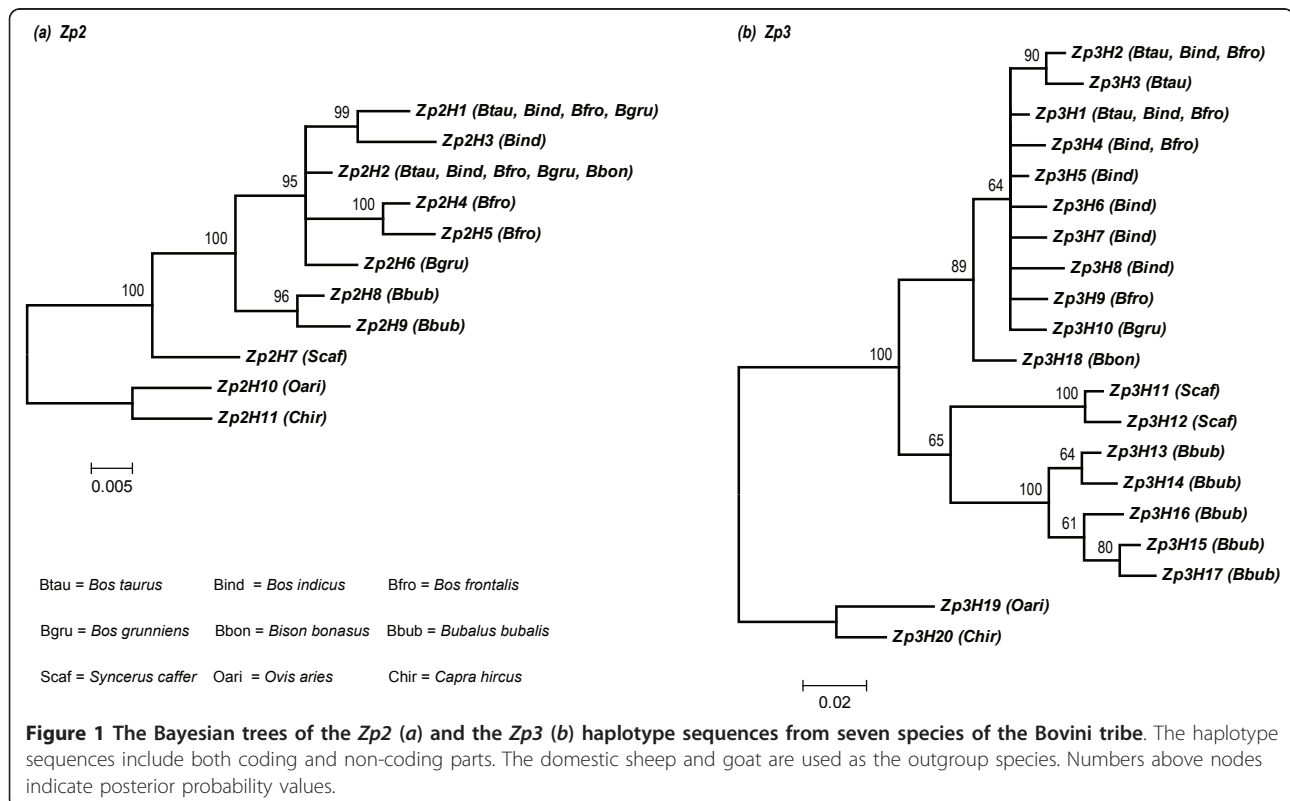 (a) Zp2
99
Zp2H1 (Btau, Bind, Bfro, Bgru)
Zp2H3 (Bind)
Zp2H2 (Btau, Bind, Bfro, Bgru, Bbon)
95
100
Zp2H4 (Bfro)
Zp2H5 (Bfro)
100
Zp2H6 (Bgru)
100
96
Zp2H8 (Bbub)
Zp2H9 (Bbub)
Zp2H7 (Scaf)
Zp2H10 (Oari)
Zp2H11 (Chir)
0.005
Btau = Bos taurus Bind = Bos indicus Bfro = Bos frontalis
Bgru = Bos grunniens Bbon = Bison bonasus Bbub = Bubalus bubalis
Scaf = Syncerus caffer Oari = Ovis aries Chir = Capra hircus
(b) Zp3
90
Zp3H2 (Btau, Bind, Bfro)
Zp3H3 (Btau)
Zp3H1 (Btau, Bind, Bfro)
Zp3H4 (Bind, Bfro)
Zp3H5 (Bind)
64
Zp3H6 (Bind)
Zp3H7 (Bind)
Zp3H8 (Bind)
89
Zp3H9 (Bfro)
Zp3H10 (Bgru)
Zp3H18 (Bbon)
100
100
Zp3H11 (Scaf)
Zp3H12 (Scaf)
65
64
Zp3H13 (Bbub)
Zp3H14 (Bbub)
100
Zp3H16 (Bbub)
61
80
Zp3H15 (Bbub)
Zp3H17 (Bbub)
Zp3H19 (Oari)
Zp3H20 (Chir)
0.02
Figure 1 The Bayesian trees of the Zp2 (a) and the Zp3 (b) haplotype sequences from seven species of the Bovini tribe. The haplotype
sequences include both coding and non-coding parts. The domestic sheep and goat are used as the outgroup species. Numbers above nodes
indicate posterior probability values.